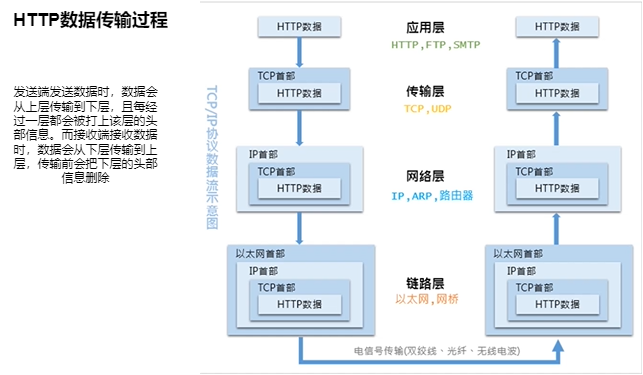 HTTP数据传输过程
发送端发送数据时，数据会
从上层传输到下层，且每经
过一层都会被打上该层的头
部信息。而接收端接收数据
时，数据会从下层传输到上
层，传输前会把下层的头部
信息删除
TCP/IP协议数据流示意图
HTTP数据
应用层
HTTP,FTP,SMTP
HTTP数据
TCP首部
HTTP数据
传输层
TCP,UDP
TCP首部
HTTP数据
IP首部
TCP首部
HTTP数据
网络层
IP,ARP,路由器
IP首部
TCP首部
HTTP数据
以太网首部
IP首部
TCP首部
HTTP数据
链路层
以太网,网桥
以太网首部
IP首部
TCP首部
HTTP数据
电信号传输(双绞线、光纤、无线电波)